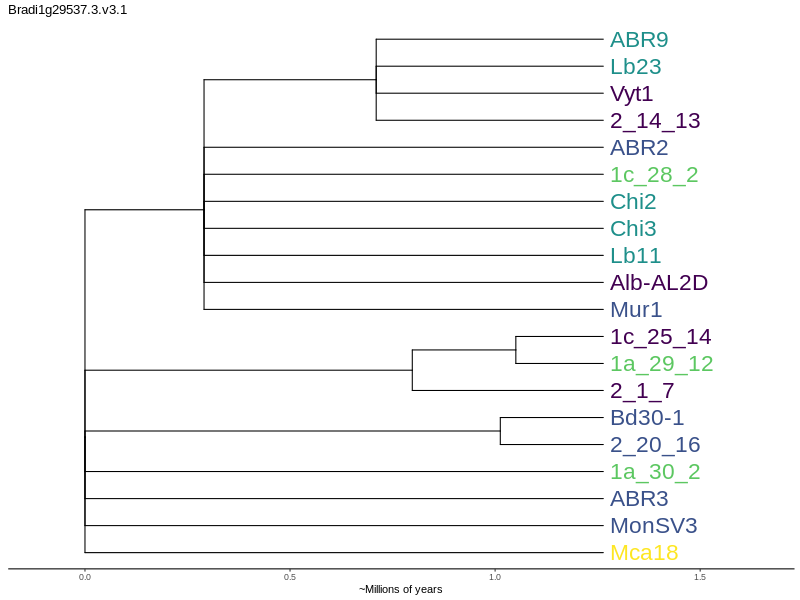 Bradi1g29537.3.v3.1
ABR9
Lb23
Vyt1
2_14_13
ABR2
1c_28_2
Chi2
Chi3
Lb11
Alb-AL2D
Mur1
1c_25_14
1a_29_12
2_1_7
Bd30-1
2_20_16
1a_30_2
ABR3
MonSV3
Mca18
0.0 0.5 1.0 1.5
~Millions of years